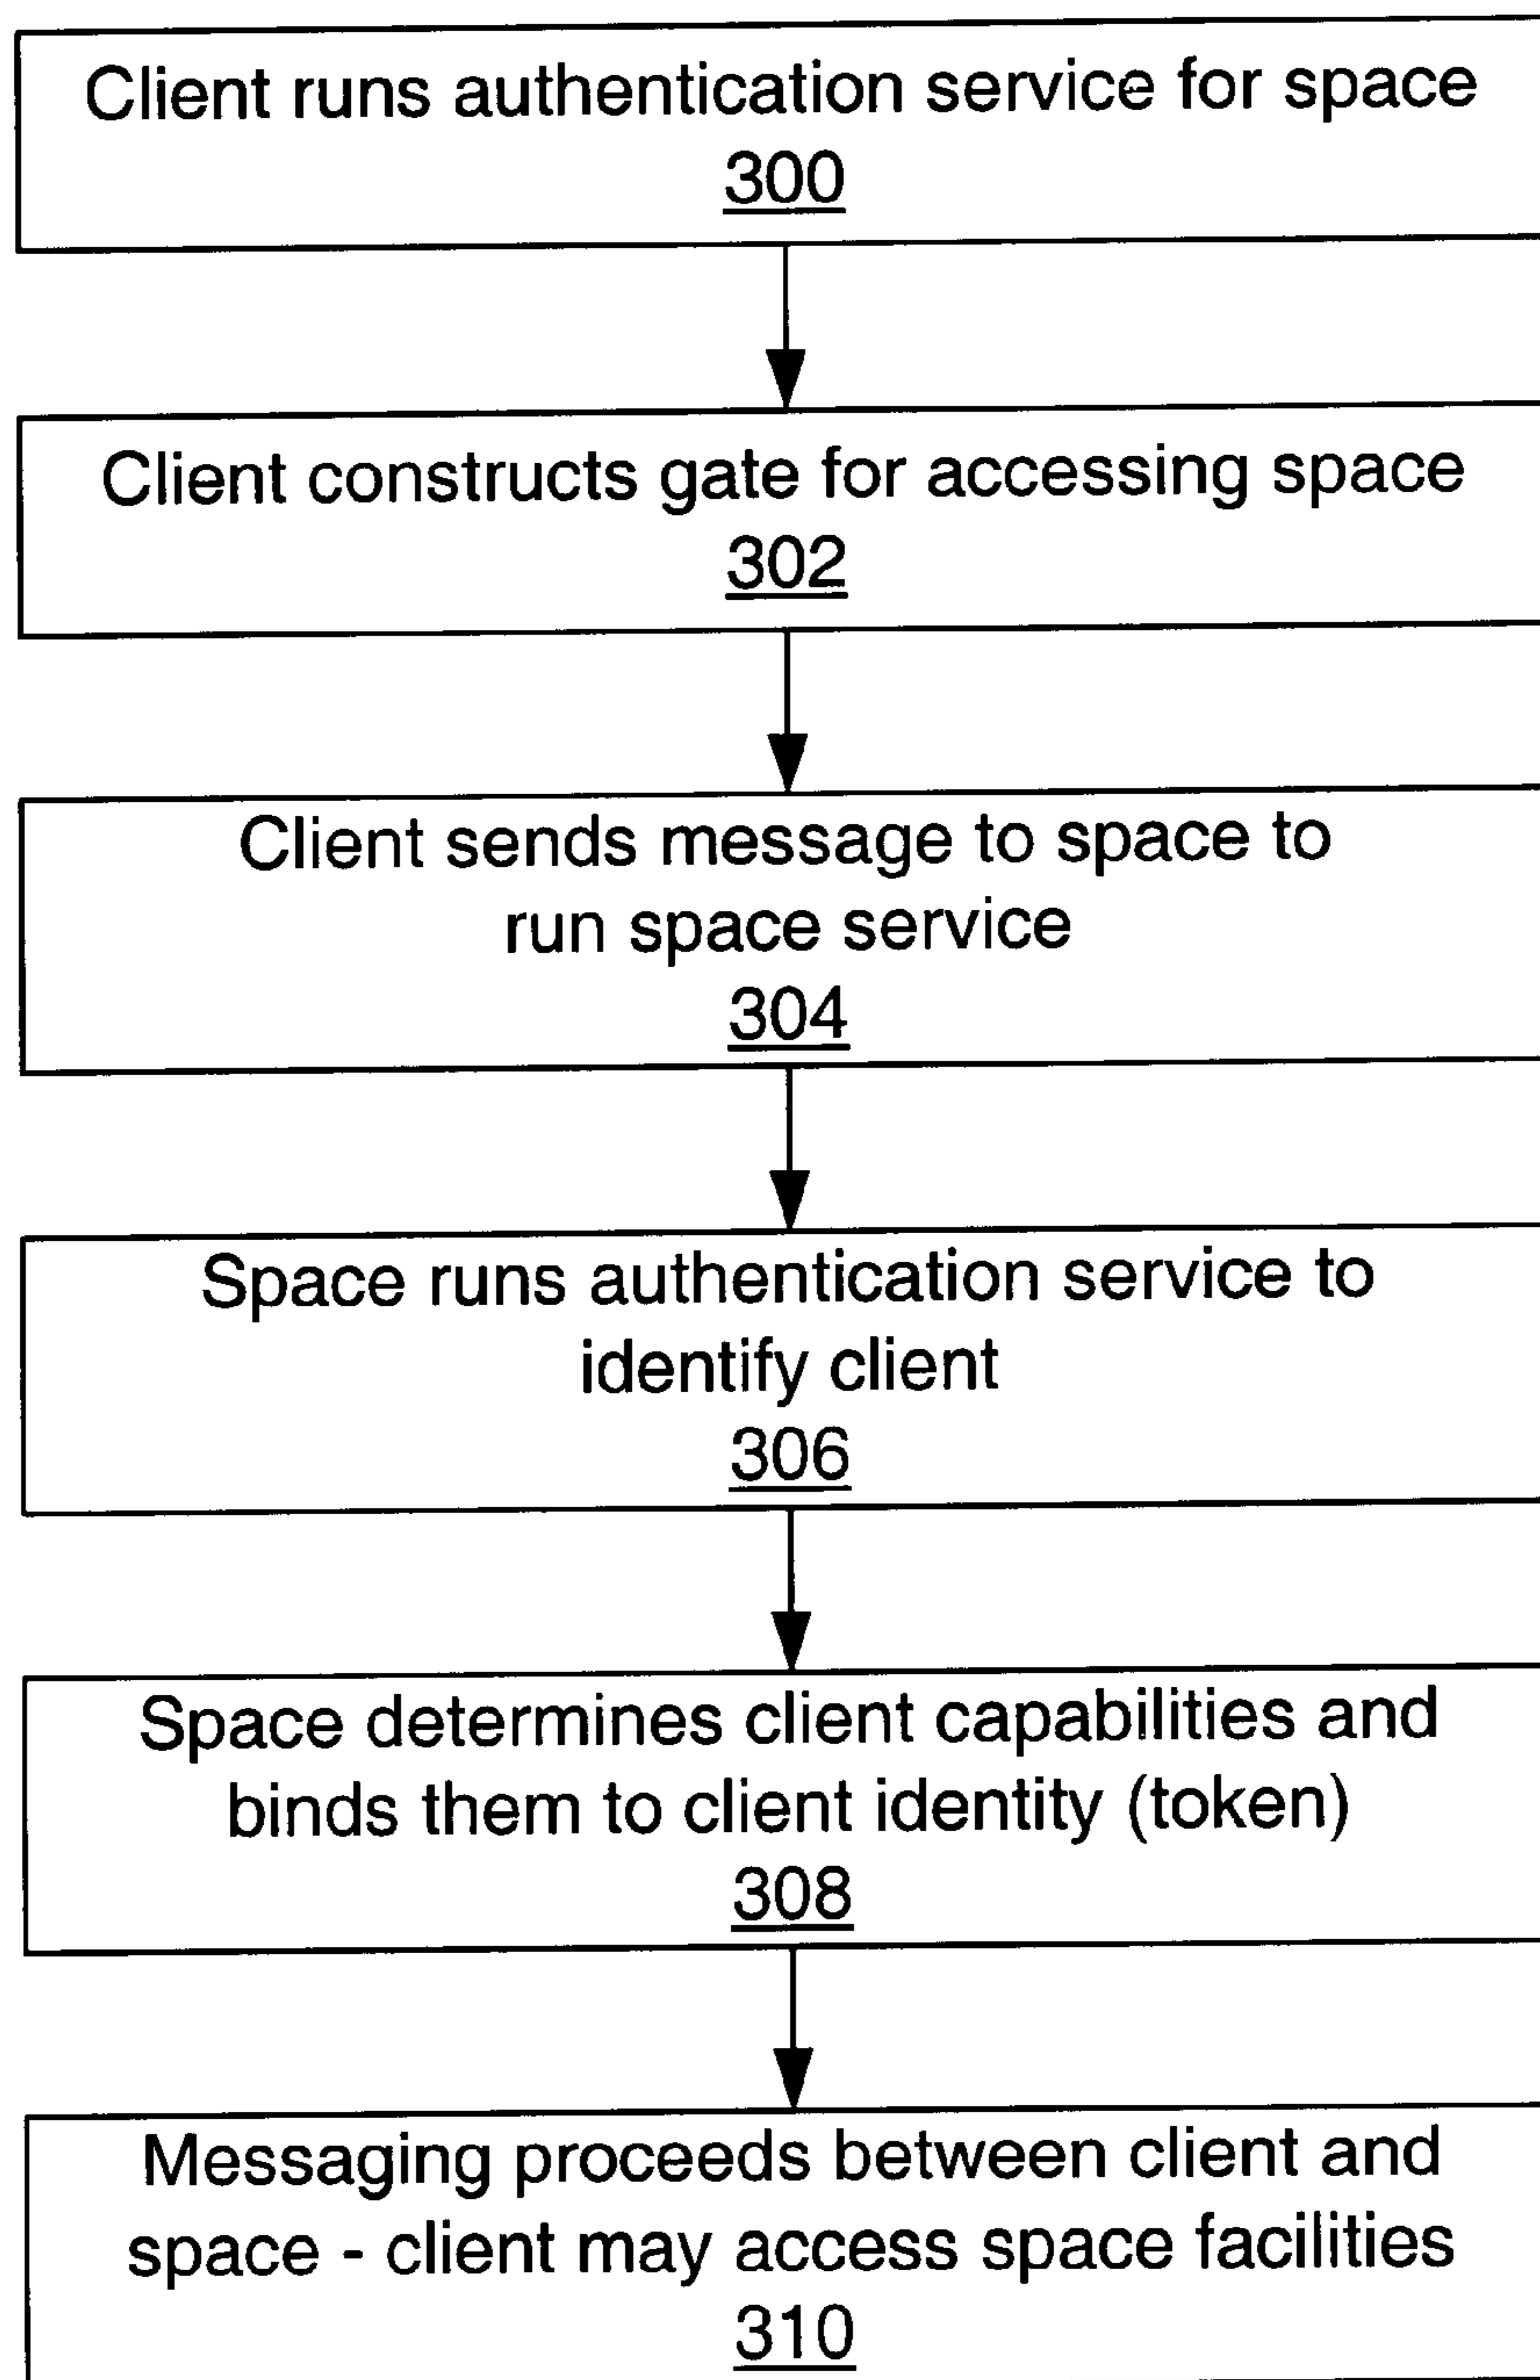 Client runs authentication service for space
300
Client constructs gate for accessing space
302
Client sends message to space to
run space service
304
Space runs authentication service to
identify client
306
Space determines client capabilities and
binds them to client identity (token)
308
Messaging proceeds between client and
space - client may access space facilities
310